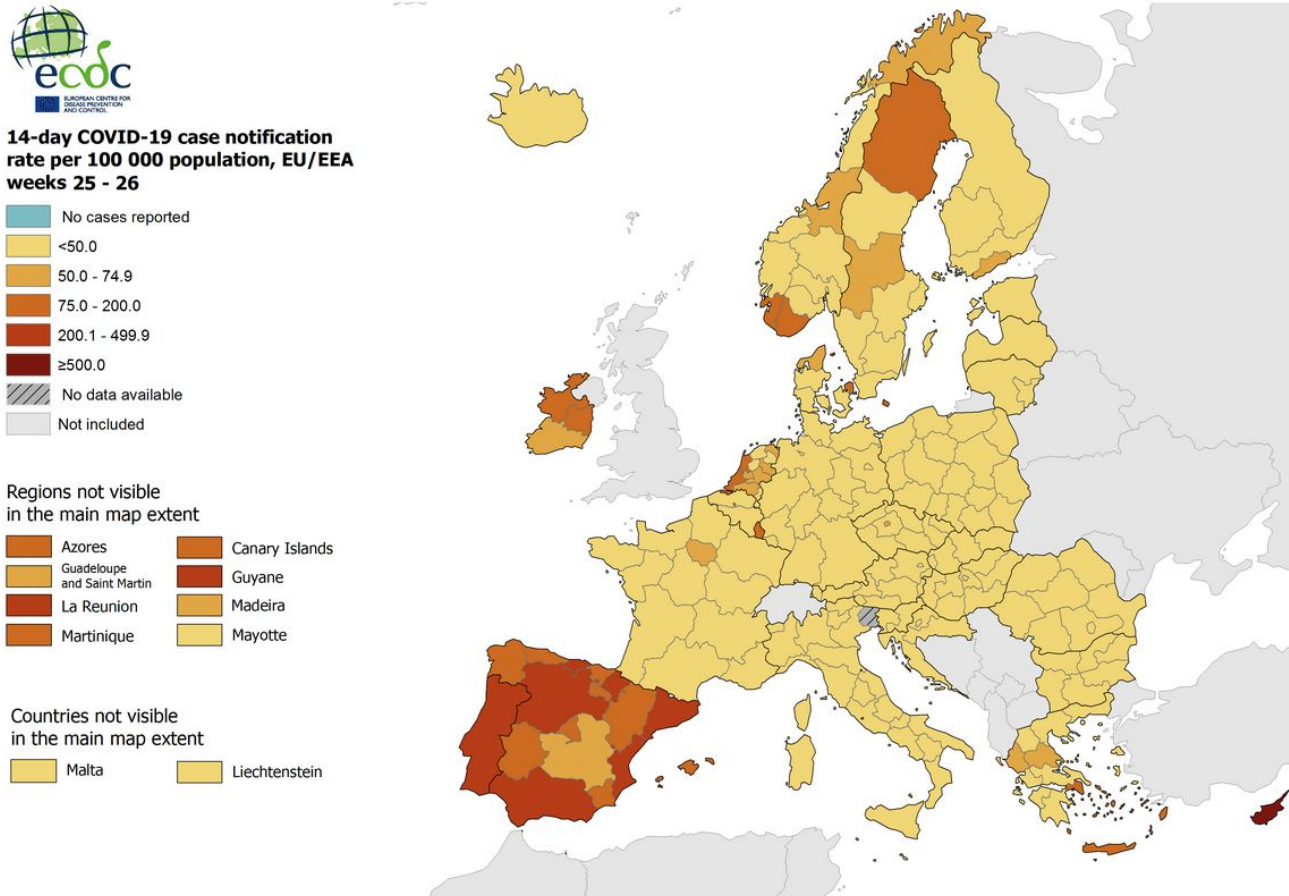 ecdc
EUROPEAN CENTRE FOR
DISEASE PREVENTION
AND CONTROL
14-day COVID-19 case notification
rate per 100 000 population, EU/EEA
weeks 25 - 26
No cases reported
<50.0
50.0 - 74.9
75.0 - 200.0
200.1 - 499.9
≥500.0
No data available
Not included
Regions not visible
in the main map extent
Azores
Canary Islands
Guadeloupe
and Saint Martin
Guyane
La Reunion
Madeira
Martinique
Mayotte
Countries not visible
in the main map extent
Malta
Liechtenstein